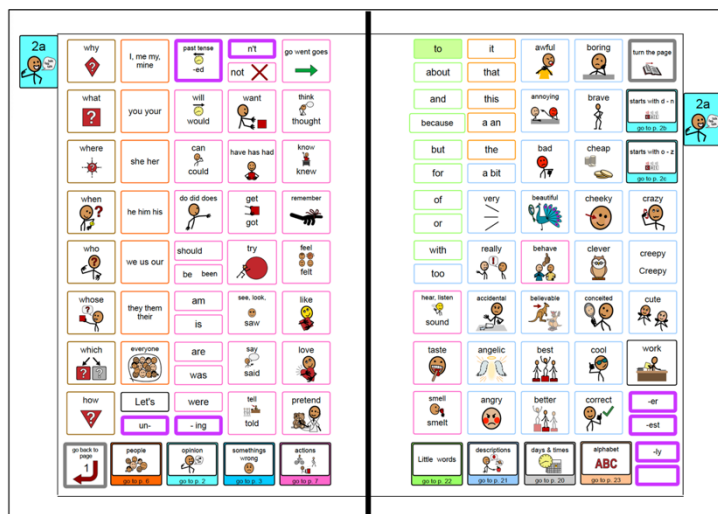 2a
why
I, me my,
mine
past tense
-ed
n't
not
go went goes
what
you your
will
would
want
think
thought
where
she her
can
could
have has had
know
knew
when
he him his
do did does
get
got
remember
who
we us our
should
be been
try
feel
felt
whose
they them
their
am
is
see, look,
saw
like
which
everyone
are
was
say
said
love
how
Let's
un-
were
- ing
tell
told
pretend
go back to
page
1
people
go to p. 6
opinion
go to p. 2
somethings
wrong
go to p. 3
actions
go to p. 7
to
about
it
that
awful
boring
turn the page
and
because
this
a an
annoying
brave
starts with d - n
go to p. 2b
2a
but
for
the
a bit
bad
cheap
starts with o - z
go to p. 2c
of
or
very
beautiful
cheeky
crazy
with
too
really
behave
clever
creepy
Creepy
hear, listen
sound
accidental
believable
conceited
cute
taste
angelic
best
cool
work
smell
smelt
angry
better
correct
-er
-est
Little words
go to p. 22
descriptions
go to p. 21
days & times
go to p. 20
alphabet
ABC
go to p. 23
-ly